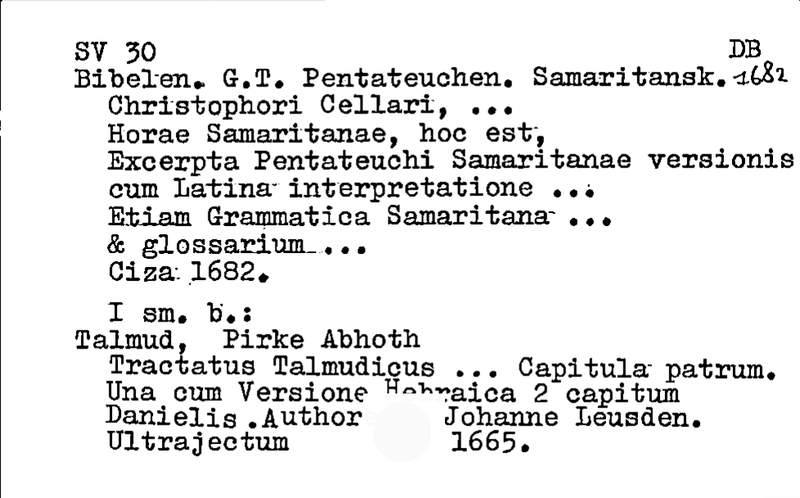 SV 30 DB
Bibelen. G.T. Pentateuchen. Samaritansk. 1682
Christophori Cellari, ...
Horae Samaritanae, hoc est,
Excerpta Pentateuchi Samaritanae versionis
cum Latina interpretatione ...
Etiam Grammatica Samaritana ...
& glossarium ...
Ciza 1682.
I sm. b.:
Talmud, Pirke Abhoth
Tractatus Talmudicus ... Capitula patrum.
Una cum Versione Hebraica 2 capitum
Danielis .Author Johanne Leusden.
Ultrajectum 1665.